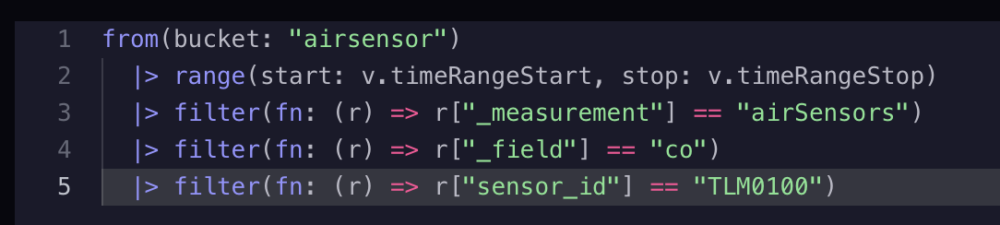 1 from(bucket: "airsensor")
2 |> range(start: v.timeRangeStart, stop: v.timeRangeStop)
3 |> filter(fn: (r) => r["_measurement"] == "airSensors")
4 |> filter(fn: (r) => r["_field"] == "co")
5 |> filter(fn: (r) => r["sensor_id"] == "TLM0100")